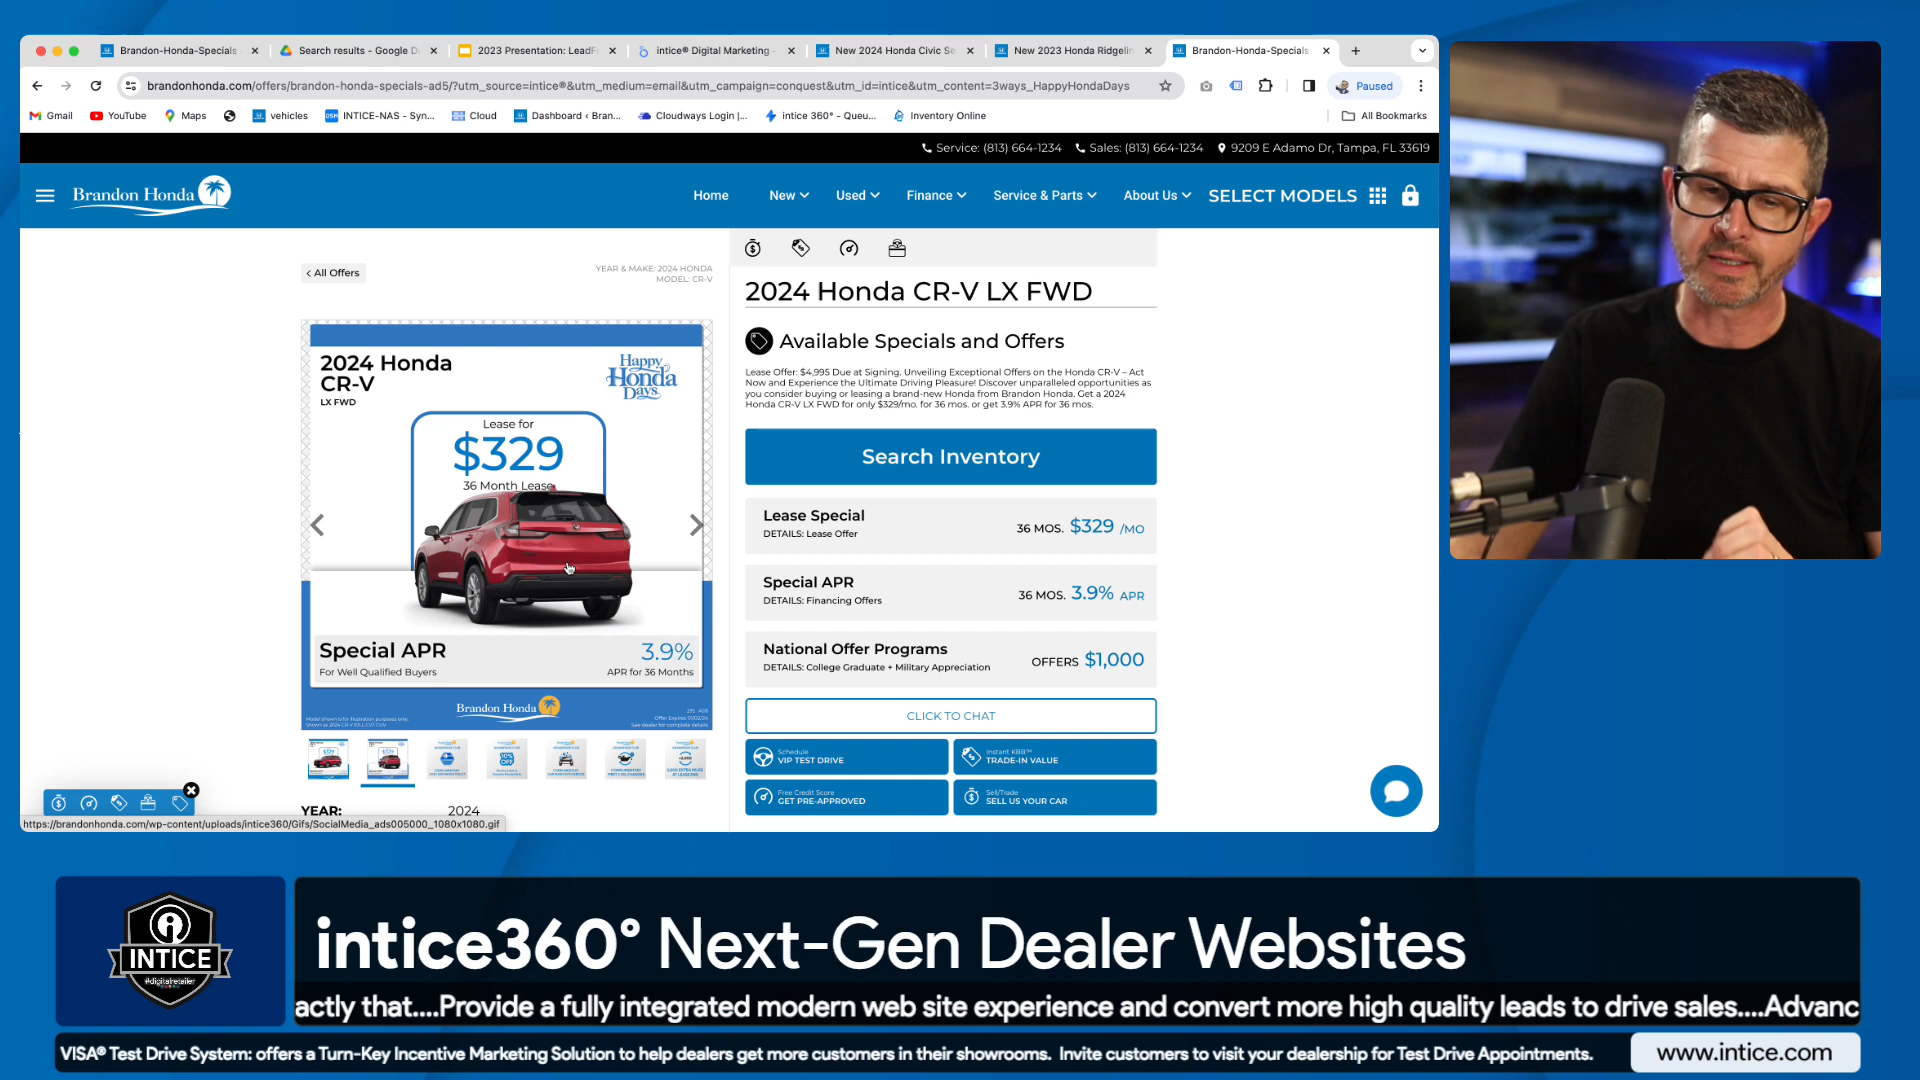 Brandon-Honda-Specials
Search results - Google D
2023 Presentation: LeadF
intice® Digital Marketing -
New 2024 Honda Civic Se
New 2023 Honda Ridgelin
Brandon-Honda-Specials
brandonhonda.com/offers/brandon-honda-specials-ad5/?utm_source=intice®&utm_medium=email&utm_campaign=conquest&utm_id=intice&utm_content=3ways_HappyHondaDays
Paused
Gmail
YouTube
Maps
vehicles
INTICE-NAS - Syn...
Cloud
Dashboard ‹ Bran...
Cloudways Login |...
intice 360° - Queu...
Inventory Online
All Bookmarks
Service: (813) 664-1234
Sales: (813) 664-1234
9209 E Adamo Dr, Tampa, FL 33619
Brandon Honda
Home
New
Used
Finance
Service & Parts
About Us
SELECT MODELS
‹ All Offers
YEAR & MAKE: 2024 HONDA
MODEL: CR-V
2024 Honda
CR-V
LX FWD
Happy
Honda
Days
Lease for
$329
36 Month Lease
Special APR
3.9%
For Well Qualified Buyers
APR for 36 Months
Brandon Honda
Model shown is for illustration purposes only.
See dealer for complete details
YEAR:
2024
https://brandonhonda.com/wp-content/uploads/intice360/Gifs/SocialMedia_ads005000_1080x1080.gif
2024 Honda CR-V LX FWD
Available Specials and Offers
Lease Offer: $4,995 Due at Signing. Unveiling Exceptional Offers on the Honda CR-V – Act
Now and Experience the Ultimate Driving Pleasure! Discover unparalleled opportunities as
you consider buying or leasing a brand-new Honda from Brandon Honda. Get a 2024
Honda CR-V LX FWD for only $329/mo. for 36 mos. or get 3.9% APR for 36 mos.
Search Inventory
Lease Special
DETAILS: Lease Offer
36 MOS. $329 /MO
Special APR
DETAILS: Financing Offers
36 MOS. 3.9% APR
National Offer Programs
DETAILS: College Graduate + Military Appreciation
OFFERS $1,000
CLICK TO CHAT
Schedule
VIP TEST DRIVE
Instant KBB™
TRADE-IN VALUE
Free Credit Score
GET PRE-APPROVED
Sell/Trade
SELL US YOUR CAR
INTICE
#digitalretailer
intice360° Next-Gen Dealer Websites
actly that....Provide a fully integrated modern web site experience and convert more high quality leads to drive sales....Advanc
VISA® Test Drive System: offers a Turn-Key Incentive Marketing Solution to help dealers get more customers in their showrooms. Invite customers to visit your dealership for Test Drive Appointments.
www.intice.com